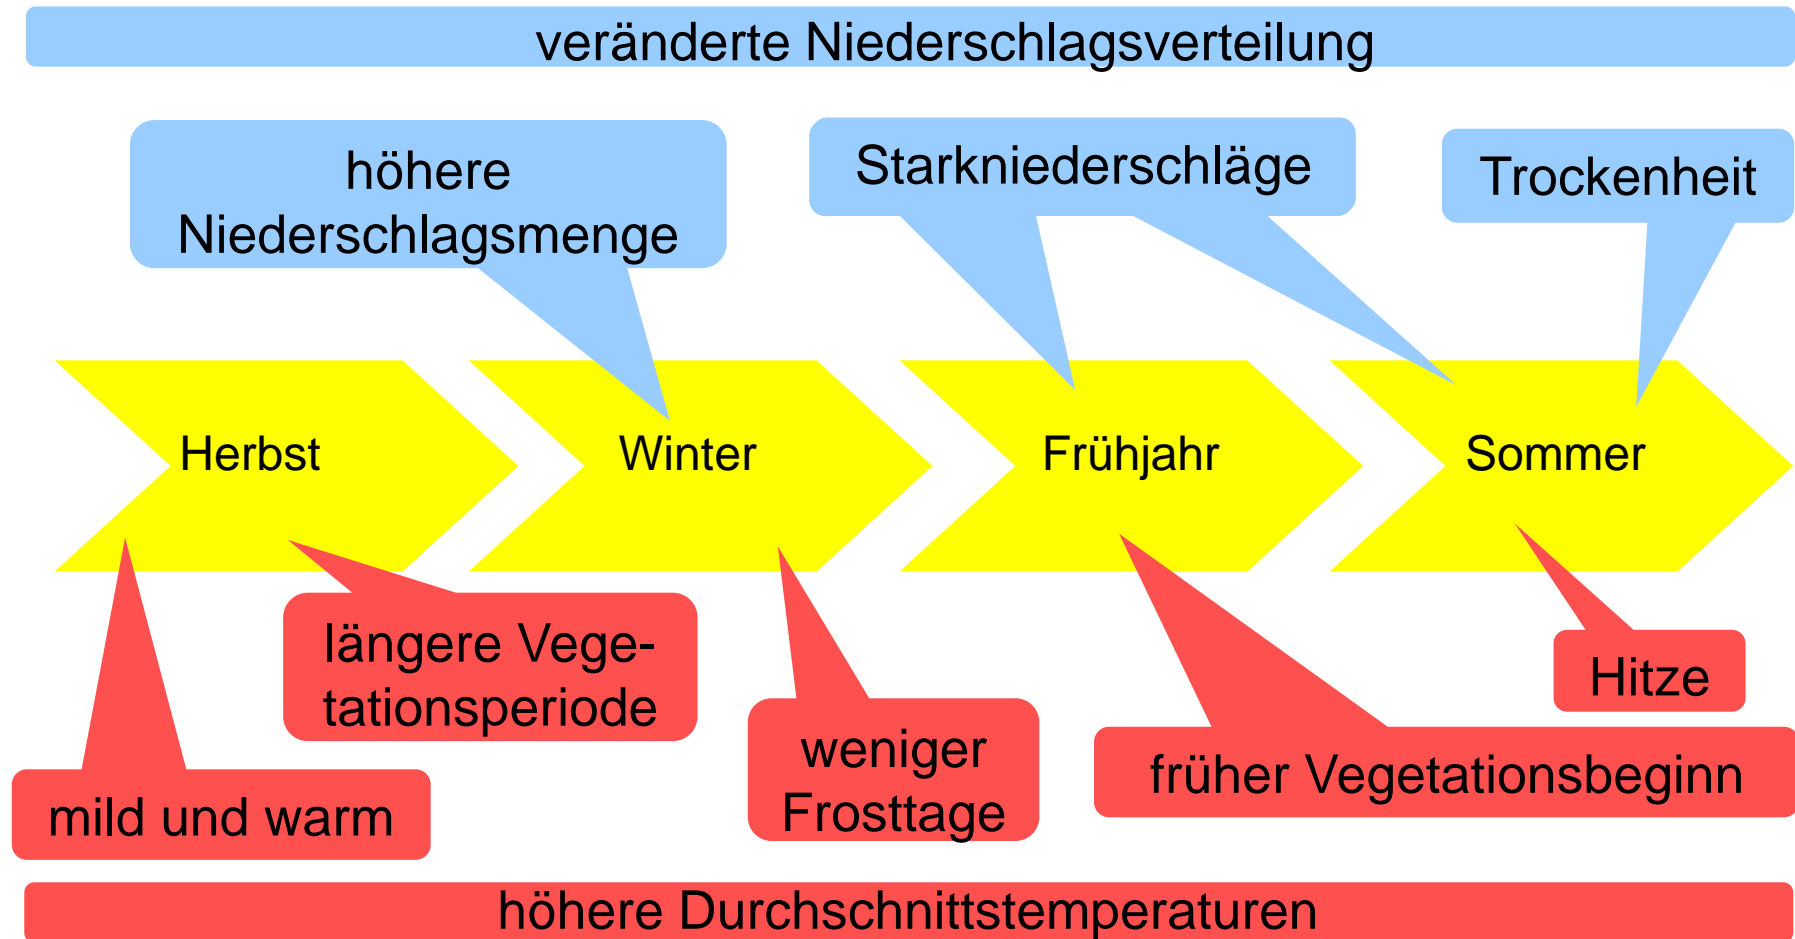 veränderte Niederschlagsverteilung
höhere
Niederschlagsmenge
Starkniederschläge
Trockenheit
Herbst
Winter
Frühjahr
Sommer
längere Vege-
tationsperiode
mild und warm
weniger
Frosttage
früher Vegetationsbeginn
Hitze
höhere Durchschnittstemperaturen